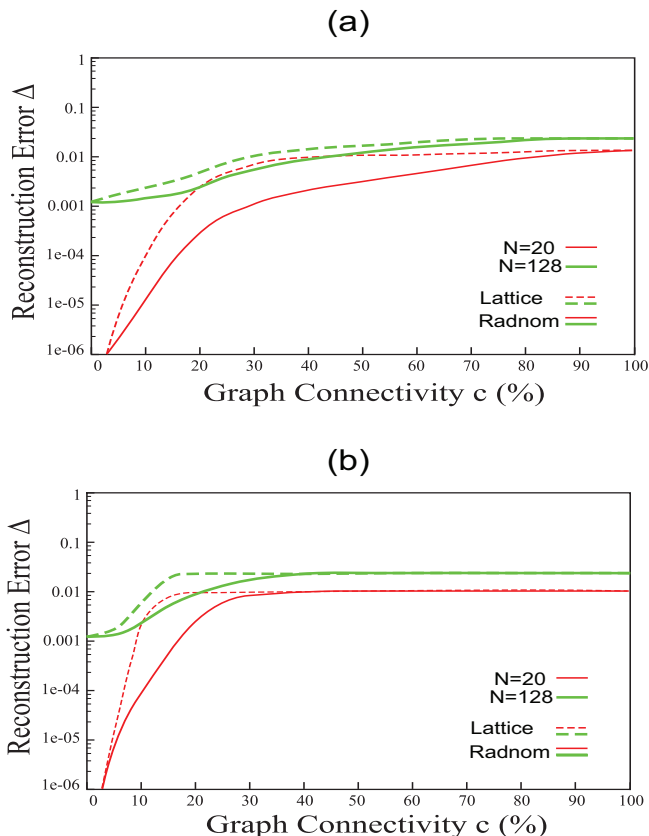 (a)
Reconstruction Error Δ
1
0.1
0.01
0.001
1e-04
1e-05
1e-06
N=20
N=128
Lattice
Radnom
0 10 20 30 40 50 60 70 80 90 100
Graph Connectivity c (%)
(b)
Reconstruction Error Δ
1
0.1
0.01
0.001
1e-04
1e-05
1e-06
N=20
N=128
Lattice
Radnom
0 10 20 30 40 50 60 70 80 90 100
Graph Connectivity c (%)